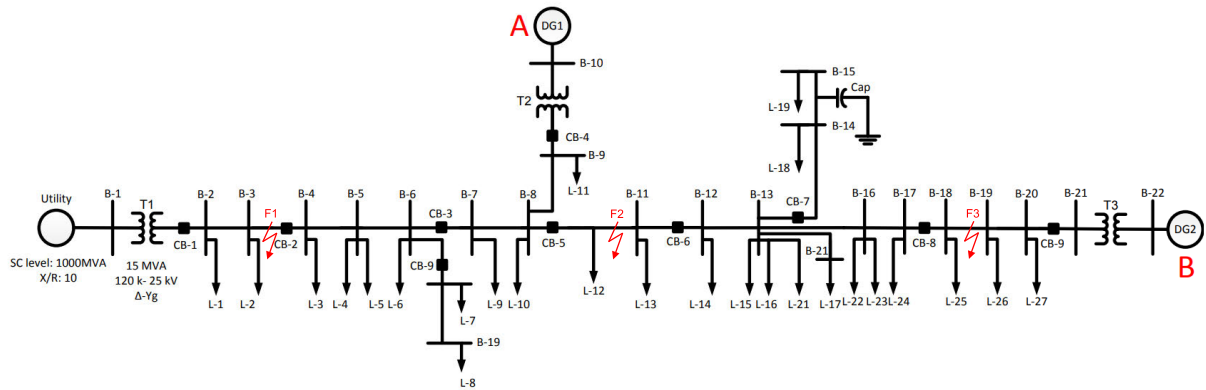 A
DG1
B-10
T2
CB-4
B-9
L-11
B-15
Cap
L-19
B-14
L-18
CB-7
Utility
B-1
T1
B-2
B-3
B-4
B-5
B-6
B-7
B-8
B-11
B-12
B-13
B-16
B-17
B-18
B-19
B-20
B-21
T3
B-22
F1
CB-3
F2
F3
DG2
CB-1
CB-2
CB-5
CB-6
CB-8
CB-9
B
SC level: 1000MVA
X/R: 10
15 MVA
120 k- 25 kV
Δ-Yg
CB-9
B-21
L-1
L-2
L-3
L-4
L-5
L-6
L-9
L-10
L-12
L-13
L-14
L-15
L-16
L-21
L-17
L-22
L-23
L-24
L-25
L-26
L-27
L-7
B-19
L-8